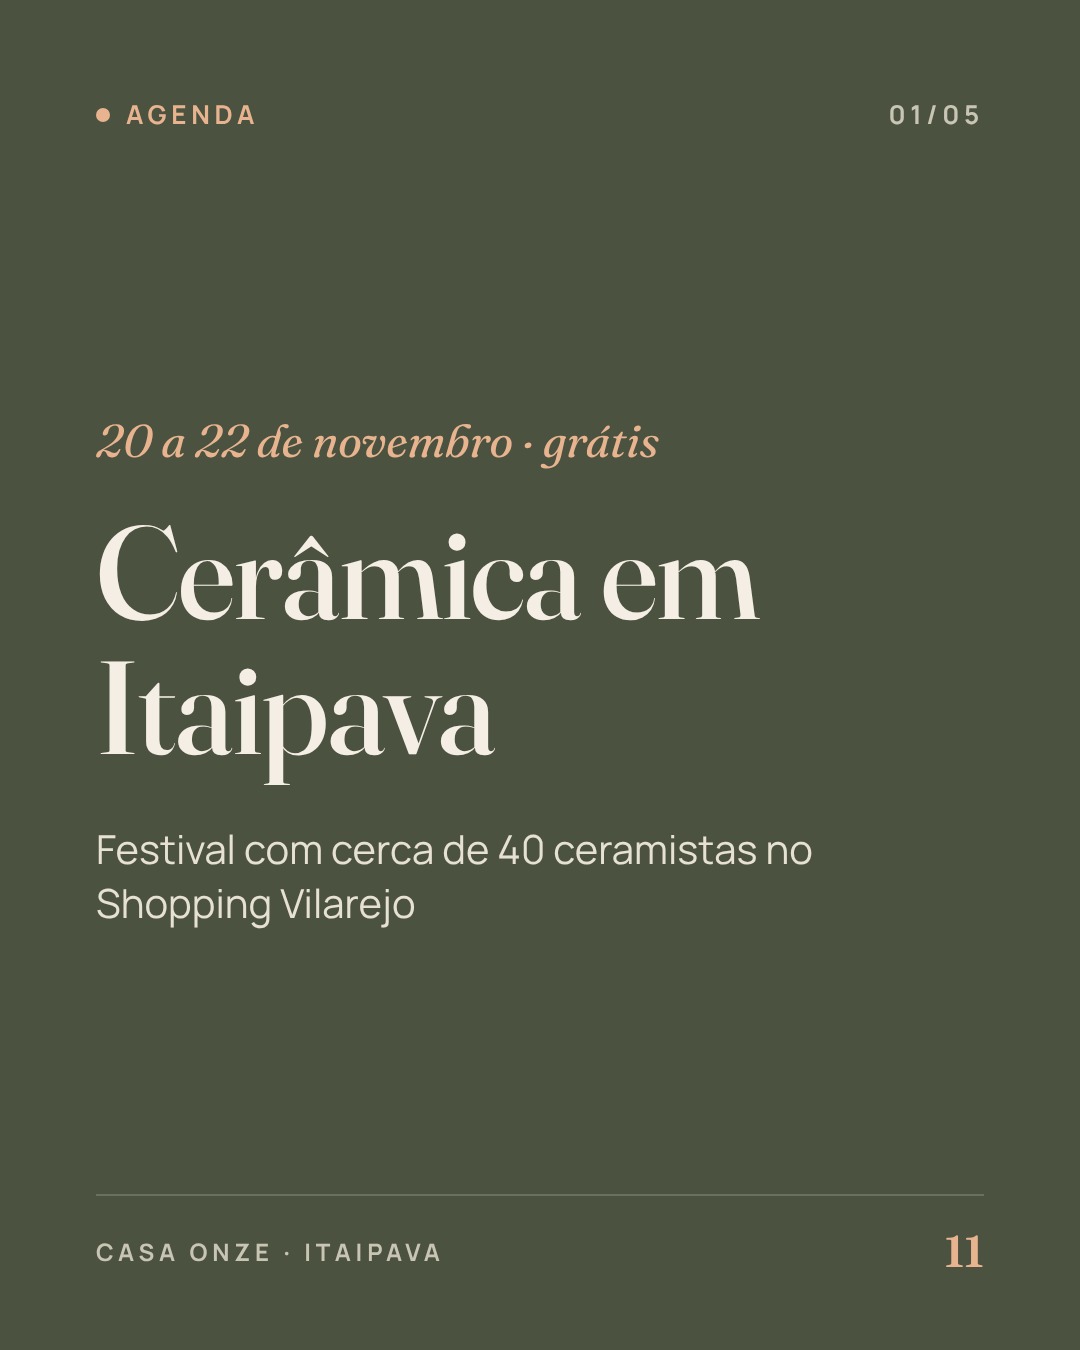 AGENDA
01/05
20 a 22 de novembro · grátis
Cerâmica em
Itaipava
Festival com cerca de 40 ceramistas no
Shopping Vilarejo
CASA ONZE · ITAIPAVA
11